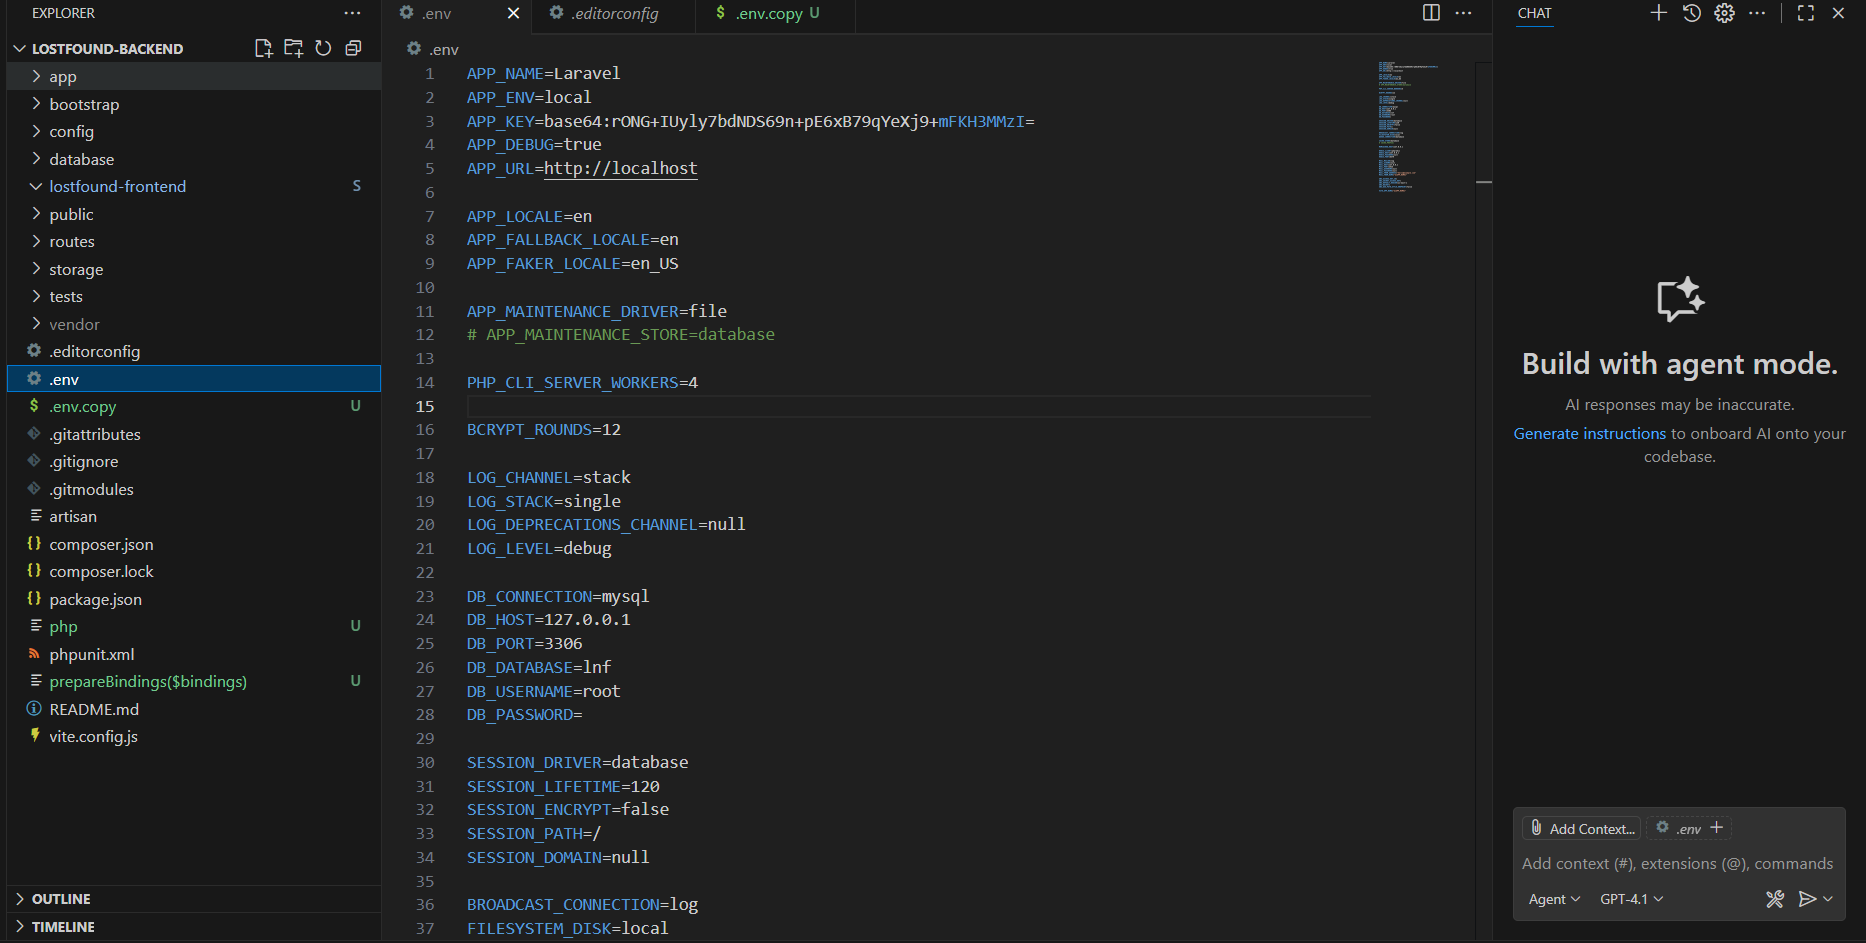 EXPLORER
LOSTFOUND-BACKEND
app
bootstrap
config
database
lostfound-frontend S
public
routes
storage
tests
vendor
.editorconfig
.env
.env.copy U
.gitattributes
.gitignore
.gitmodules
artisan
composer.json
composer.lock
package.json
php U
phpunit.xml
prepareBindings($bindings) U
README.md
vite.config.js
OUTLINE
TIMELINE
.env
.editorconfig
.env.copy U
.env
1 APP_NAME=Laravel
2 APP_ENV=local
3 APP_KEY=base64:rONG+IUyly7bdNDS69n+pE6xB79qYeXj9+mFKH3MMzI=
4 APP_DEBUG=true
5 APP_URL=http://localhost
6
7 APP_LOCALE=en
8 APP_FALLBACK_LOCALE=en
9 APP_FAKER_LOCALE=en_US
10
11 APP_MAINTENANCE_DRIVER=file
12 # APP_MAINTENANCE_STORE=database
13
14 PHP_CLI_SERVER_WORKERS=4
15
16 BCRYPT_ROUNDS=12
17
18 LOG_CHANNEL=stack
19 LOG_STACK=single
20 LOG_DEPRECATIONS_CHANNEL=null
21 LOG_LEVEL=debug
22
23 DB_CONNECTION=mysql
24 DB_HOST=127.0.0.1
25 DB_PORT=3306
26 DB_DATABASE=lnf
27 DB_USERNAME=root
28 DB_PASSWORD=
29
30 SESSION_DRIVER=database
31 SESSION_LIFETIME=120
32 SESSION_ENCRYPT=false
33 SESSION_PATH=/
34 SESSION_DOMAIN=null
35
36 BROADCAST_CONNECTION=log
37 FILESYSTEM_DISK=local
CHAT
Build with agent mode.
AI responses may be inaccurate.
Generate instructions to onboard AI onto your
codebase.
Add Context...
.env
Add context (#), extensions (@), commands
Agent
GPT-4.1